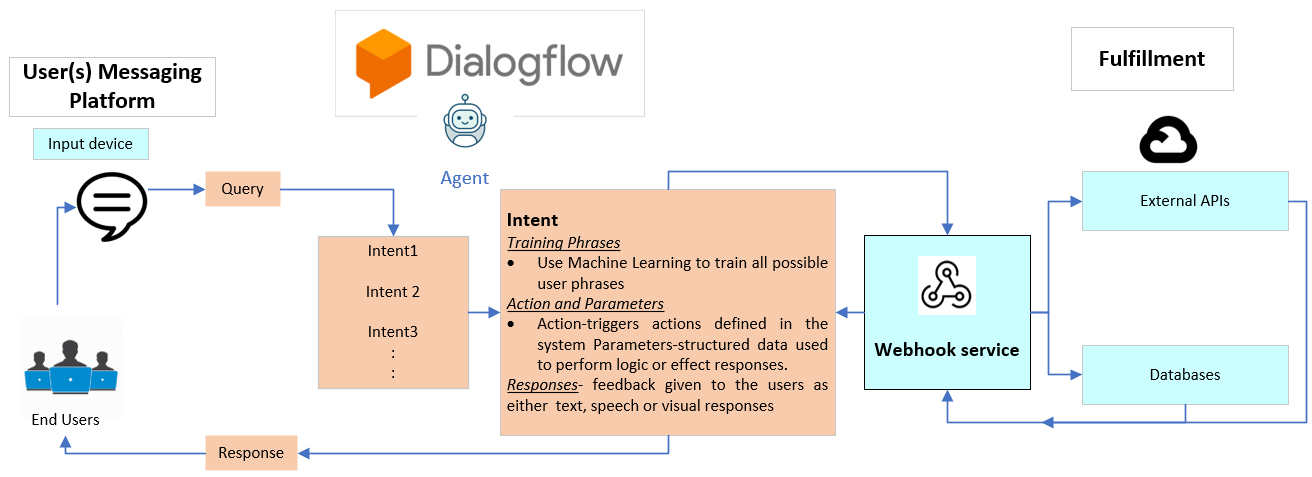 User(s) Messaging
Platform
Input device
Dialogflow
Agent
Fulfillment
Query
Intent1
Intent 2
Intent3
:
:
Intent
Training Phrases
• Use Machine Learning to train all possible
user phrases
Action and Parameters
• Action-triggers actions defined in the
system Parameters-structured data used
to perform logic or effect responses.
Responses- feedback given to the users as
either text, speech or visual responses
Webhook service
External APIs
Databases
End Users
Response